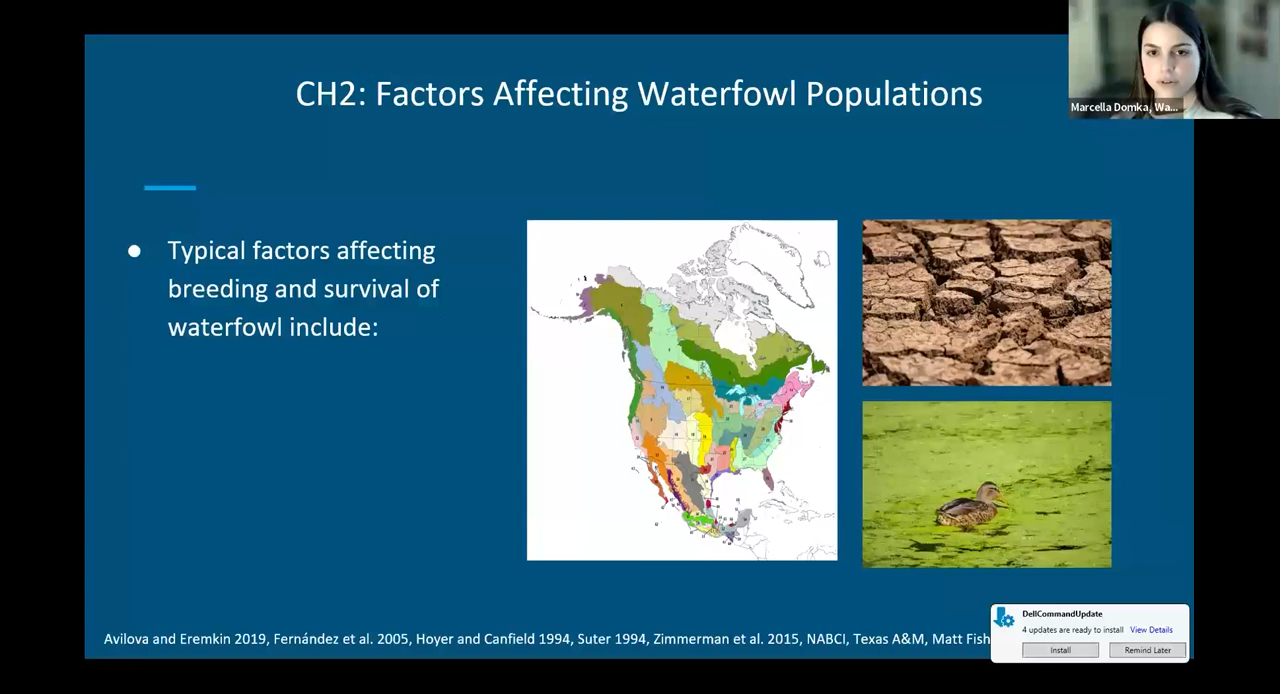 CH2: Factors Affecting Waterfowl Populations
Marcella Domka, Wa...
● Typical factors affecting
breeding and survival of
waterfowl include:
Avilova and Eremkin 2019, Fernández et al. 2005, Hoyer and Canfield 1994, Suter 1994, Zimmerman et al. 2015, NABCI, Texas A&M, Matt Fish
DellCommandUpdate
4 updates are ready to install View Details
Install Remind Later